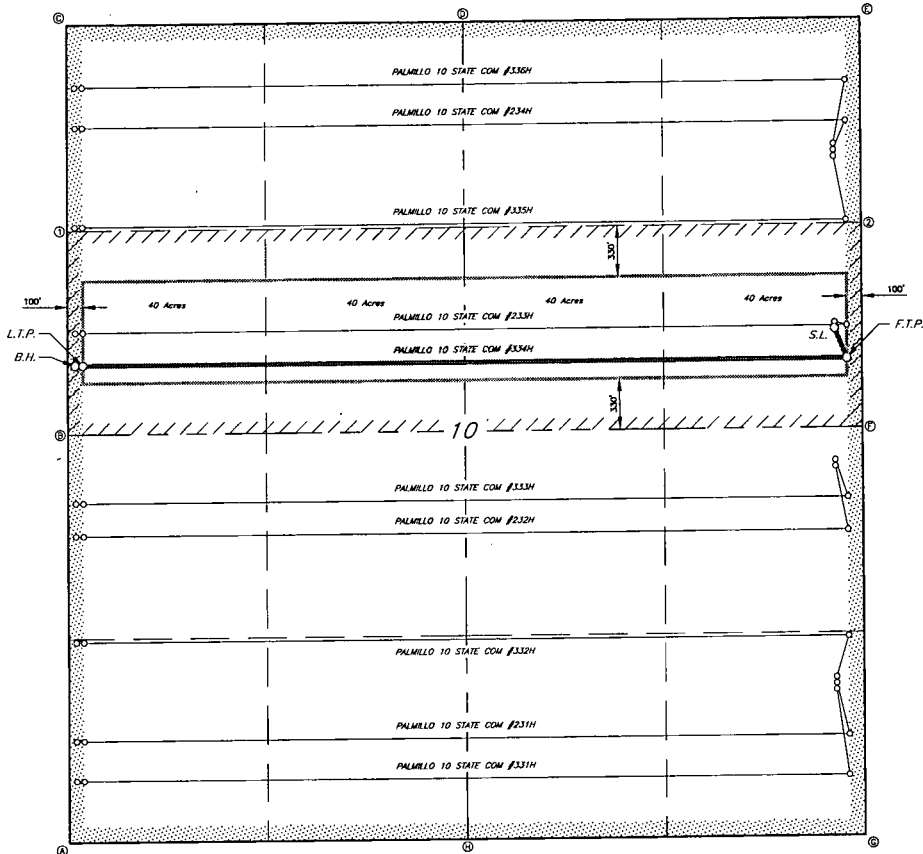 C
D
E
PALMILLO 10 STATE COM #336H
PALMILLO 10 STATE COM #234H
PALMILLO 10 STATE COM #335H
1
2
330'
100'
40 Acres
40 Acres
40 Acres
40 Acres
100'
PALMILLO 10 STATE COM #233H
L.T.P.
S.L.
F.T.P.
PALMILLO 10 STATE COM #334H
B.H.
330'
B
10
F
PALMILLO 10 STATE COM #333H
PALMILLO 10 STATE COM #232H
PALMILLO 10 STATE COM #332H
PALMILLO 10 STATE COM #231H
PALMILLO 10 STATE COM #331H
A
H
G